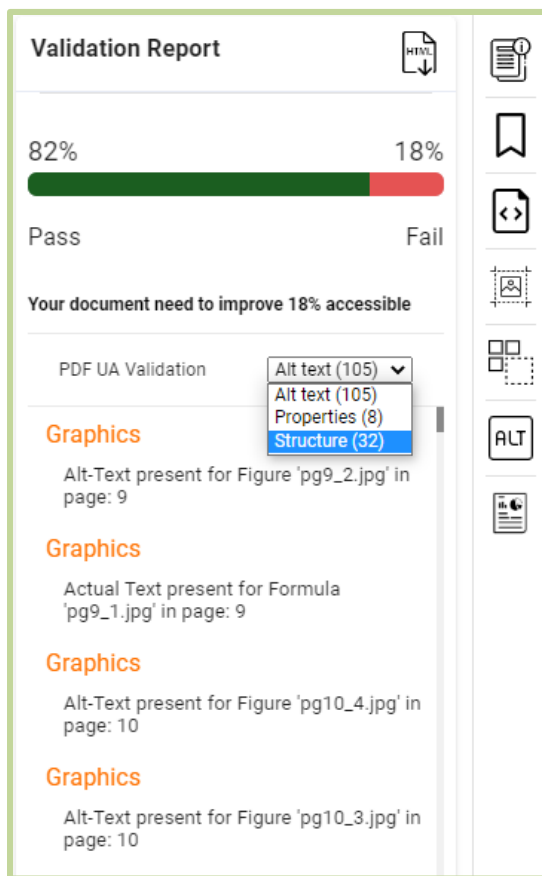 Validation Report
HTML
82% 18%
Pass Fail
Your document need to improve 18% accessible
PDF UA Validation
Alt text (105)
Alt text (105)
Properties (8)
Structure (32)
Graphics
Alt-Text present for Figure 'pg9_2.jpg' in
page: 9
Graphics
Actual Text present for Formula
'pg9_1.jpg' in page: 9
Graphics
Alt-Text present for Figure 'pg10_4.jpg' in
page: 10
Graphics
Alt-Text present for Figure 'pg10_3.jpg' in
page: 10
ALT